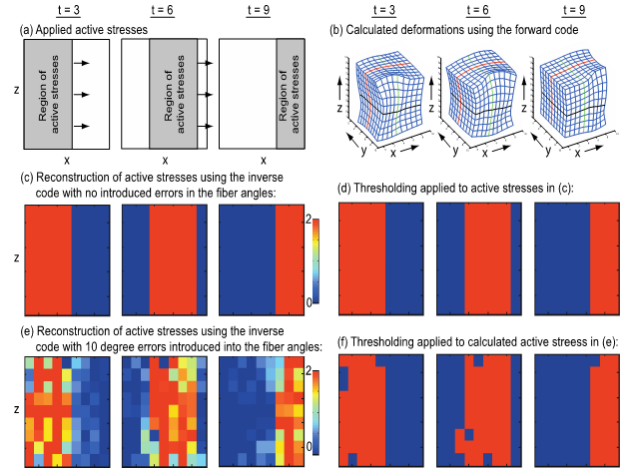 t = 3 t = 6 t = 9
t = 3 t = 6 t = 9
(a) Applied active stresses
(b) Calculated deformations using the forward code
z
Region of
active stresses
Region of
active stresses
Region of
active stresses
x x
z y x
z y x
z y x
(c) Reconstruction of active stresses using the inverse
code with no introduced errors in the fiber angles:
(d) Thresholding applied to active stresses in (c):
z
2
0
(e) Reconstruction of active stresses using the inverse
code with 10 degree errors introduced into the fiber angles:
(f) Thresholding applied to calculated active streess in (e):
z
2
0